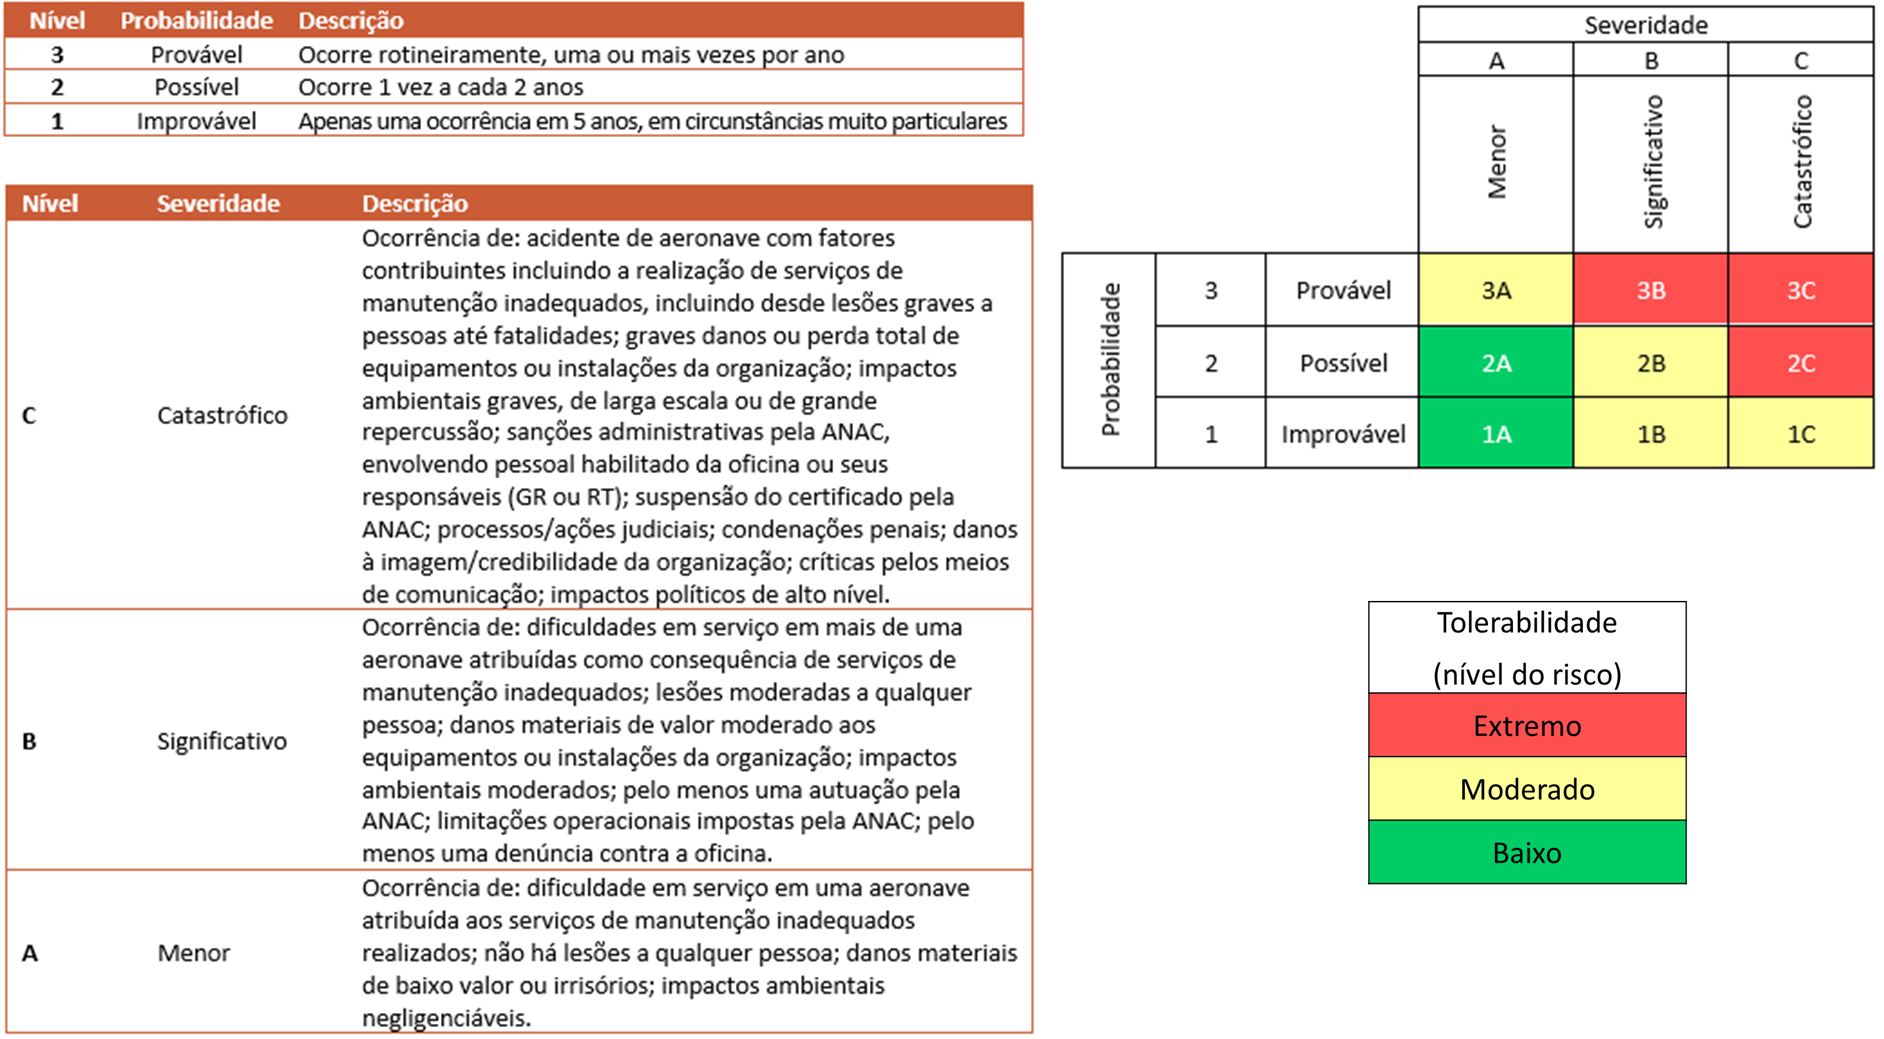 Nível Probabilidade Descrição
3 Provável Ocorre rotineiramente, uma ou mais vezes por ano
2 Possível Ocorre 1 vez a cada 2 anos
1 Improvável Apenas uma ocorrência em 5 anos, em circunstâncias muito particulares
Nível Severidade Descrição
C Catastrófico
Ocorrência de: acidente de aeronave com fatores
contribuintes incluindo a realização de serviços de
manutenção inadequados, incluindo desde lesões graves a
pessoas até fatalidades; graves danos ou perda total de
equipamentos ou instalações da organização; impactos
ambientais graves, de larga escala ou de grande
repercussão; sanções administrativas pela ANAC,
envolvendo pessoal habilitado da oficina ou seus
responsáveis (GR ou RT); suspensão do certificado pela
ANAC; processos/ações judiciais; condenações penais; danos
à imagem/credibilidade da organização; críticas pelos meios
de comunicação; impactos políticos de alto nível.
B Significativo
Ocorrência de: dificuldades em serviço em mais de uma
aeronave atribuídas como consequência de serviços de
manutenção inadequados; lesões moderadas a qualquer
pessoa; danos materiais de valor moderado aos
equipamentos ou instalações da organização; impactos
ambientais moderados; pelo menos uma autuação pela
ANAC; limitações operacionais impostas pela ANAC; pelo
menos uma denúncia contra a oficina.
A Menor
Ocorrência de: dificuldade em serviço em uma aeronave
atribuída aos serviços de manutenção inadequados
realizados; não há lesões a qualquer pessoa; danos materiais
de baixo valor ou irrisórios; impactos ambientais
negligenciáveis.
Severidade
A B C
Menor Significativo Catastrófico
Probabilidade
3 Provável 3A 3B 3C
2 Possível 2A 2B 2C
1 Improvável 1A 1B 1C
Tolerabilidade
(nível do risco)
Extremo
Moderado
Baixo